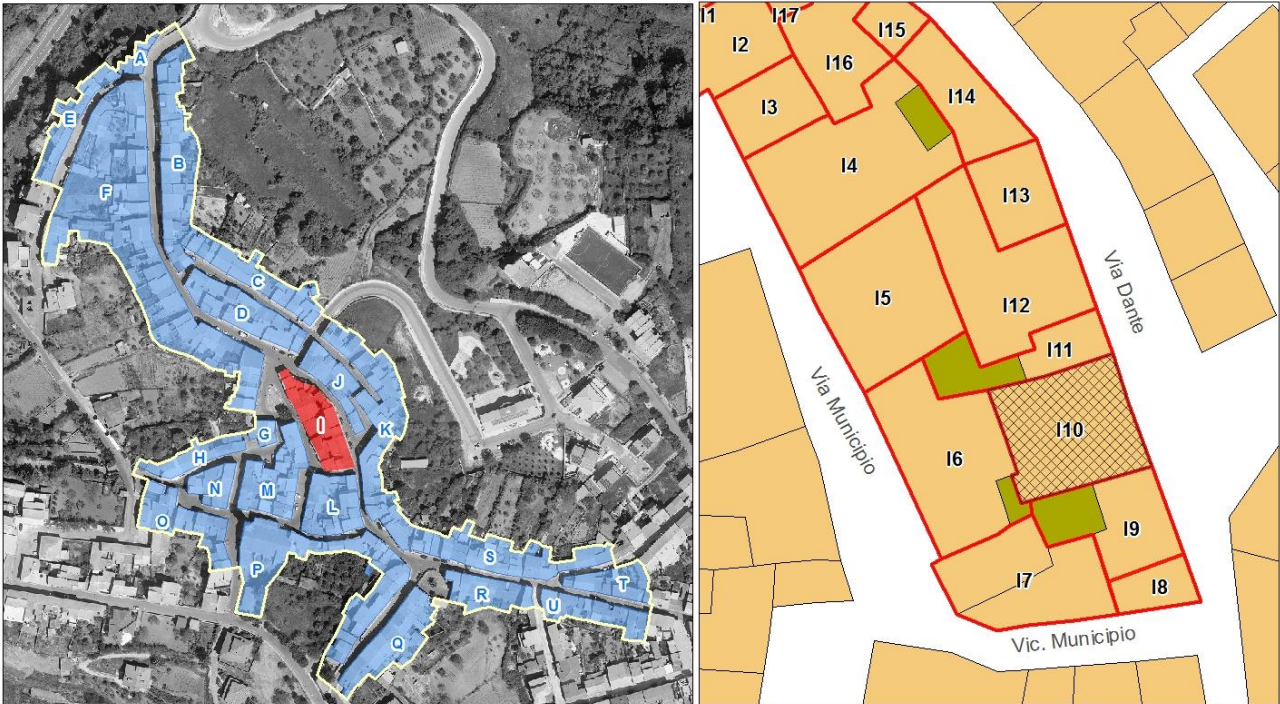 A
E
B
F
C
D
J
I
K
G
H
M
N
L
O
P
S
T
R
U
Q
I1
I17
I15
I2
I16
I14
I3
I4
I13
Via Dante
I5
I12
I11
Via Municipio
I10
I6
I9
I7
I8
Vic. Municipio